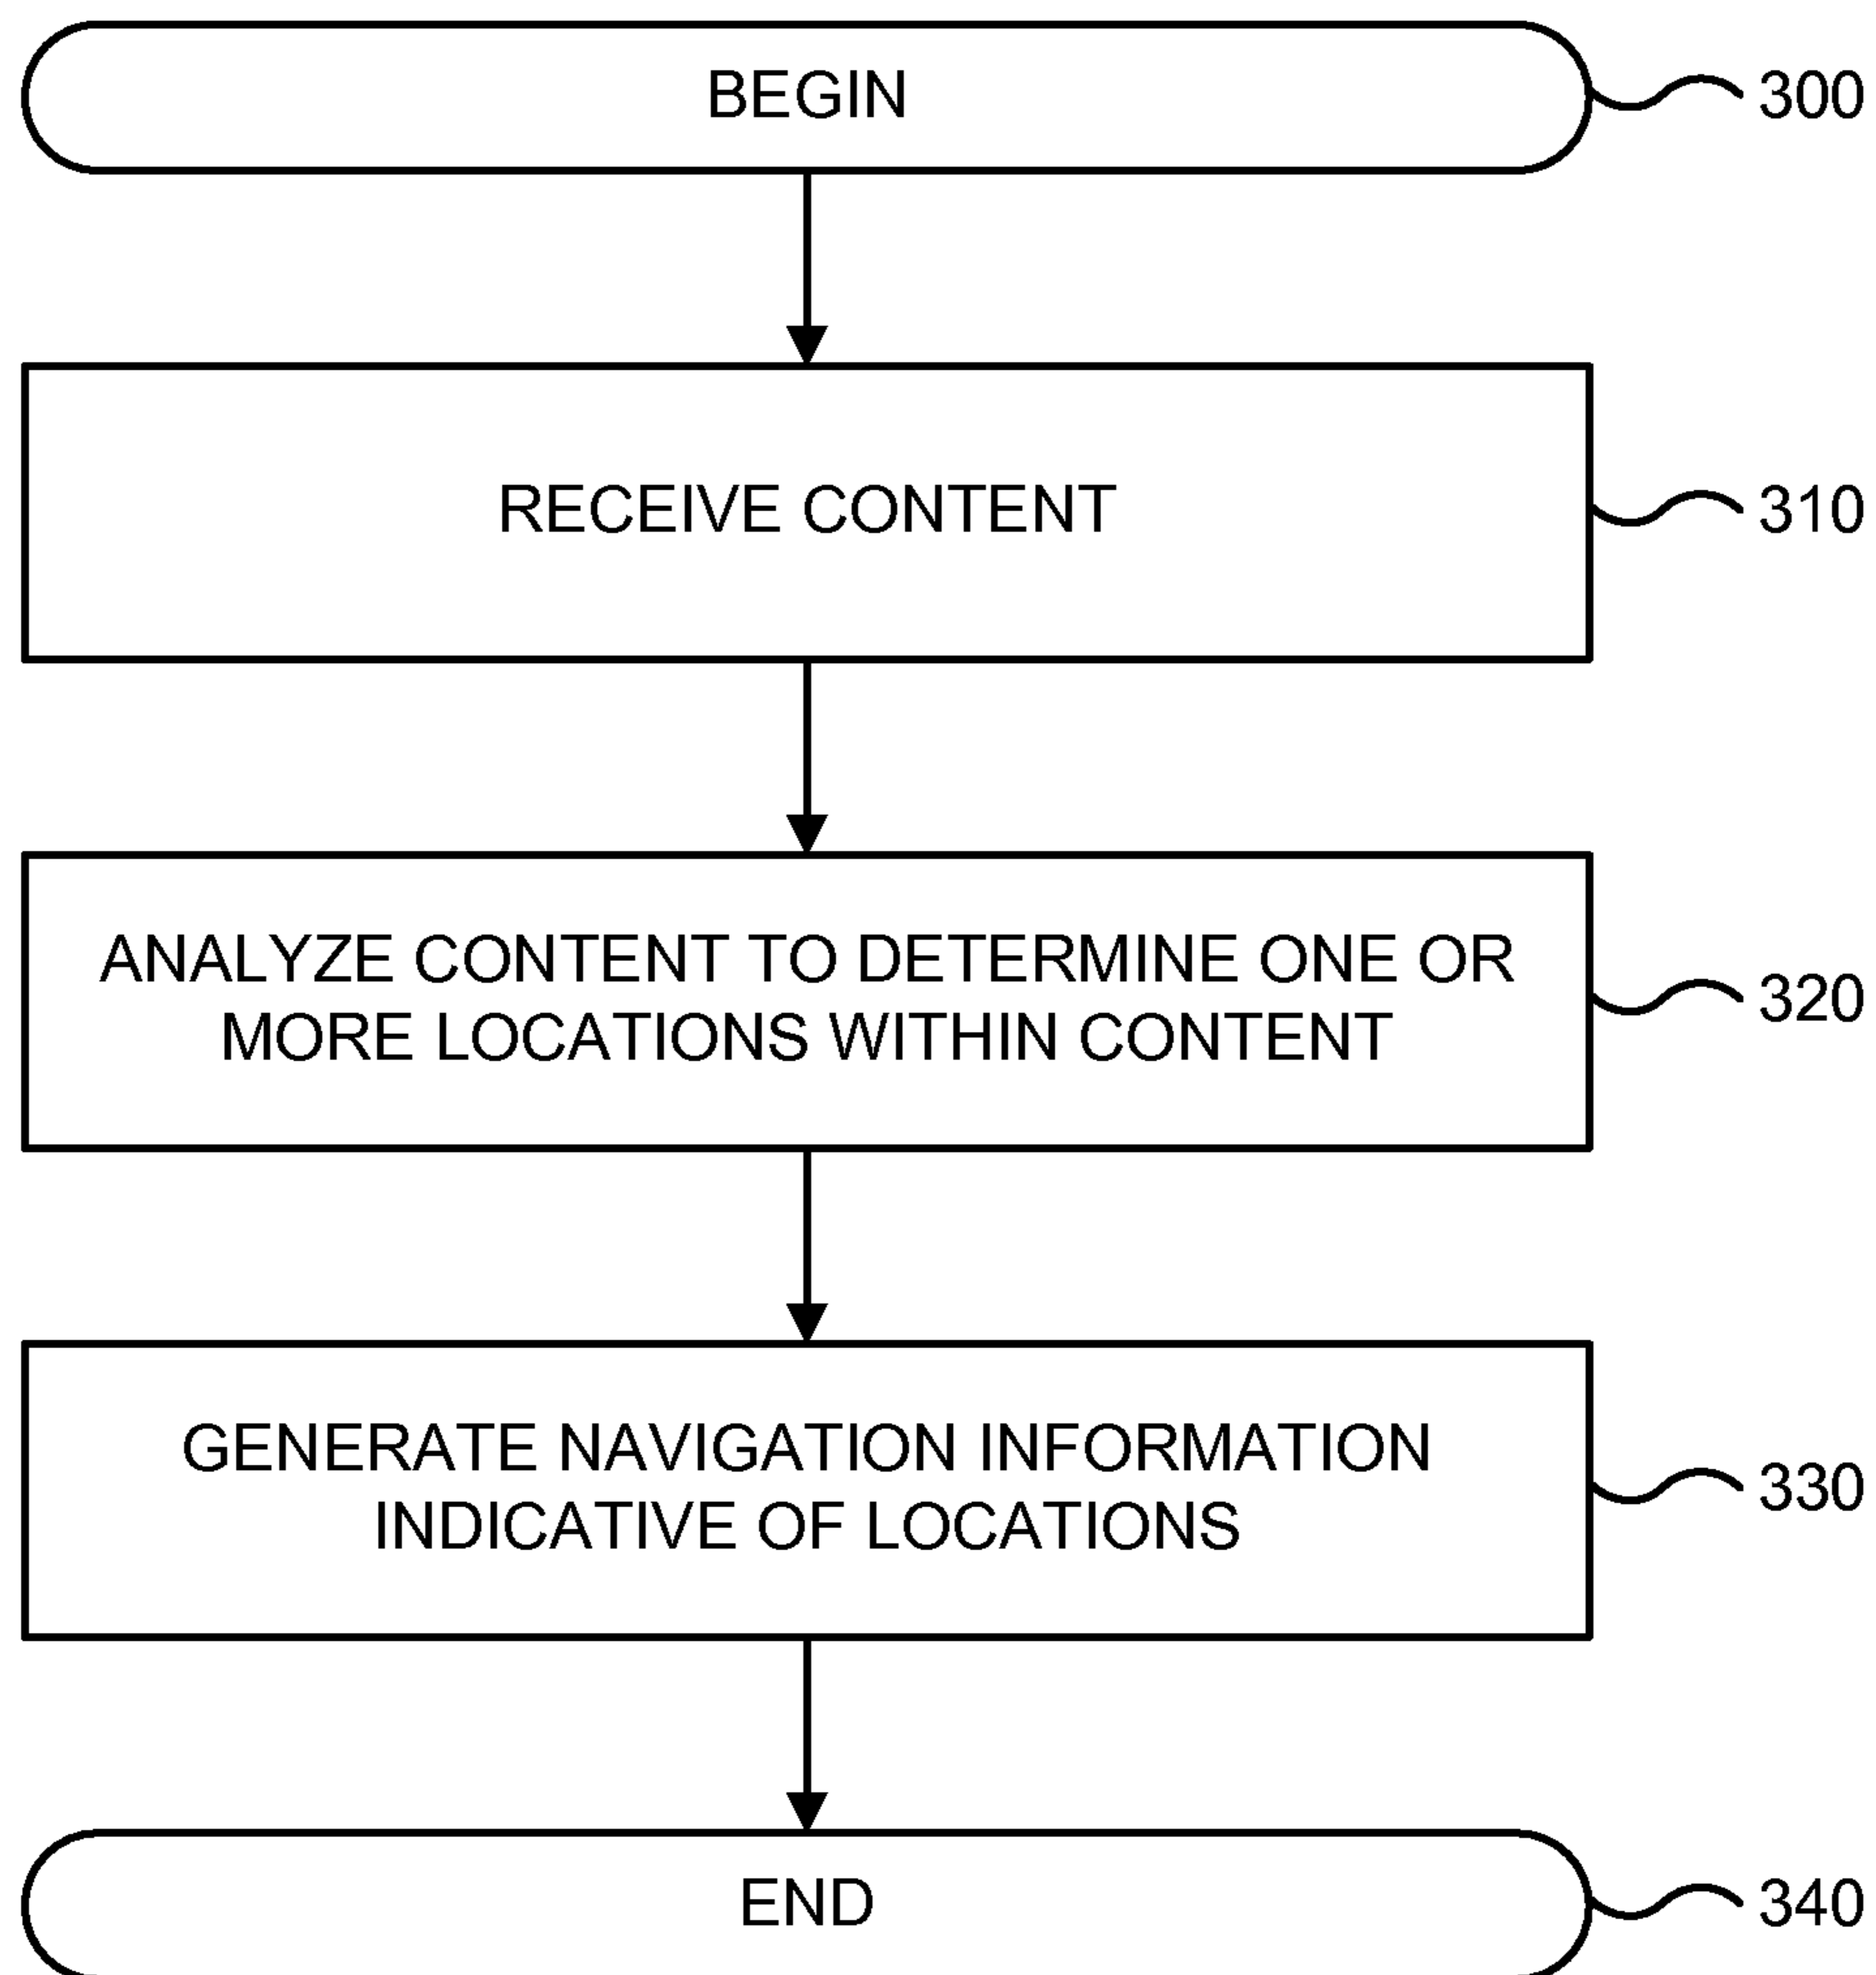 BEGIN
300
RECEIVE CONTENT
310
ANALYZE CONTENT TO DETERMINE ONE OR
MORE LOCATIONS WITHIN CONTENT
320
GENERATE NAVIGATION INFORMATION
INDICATIVE OF LOCATIONS
330
END
340